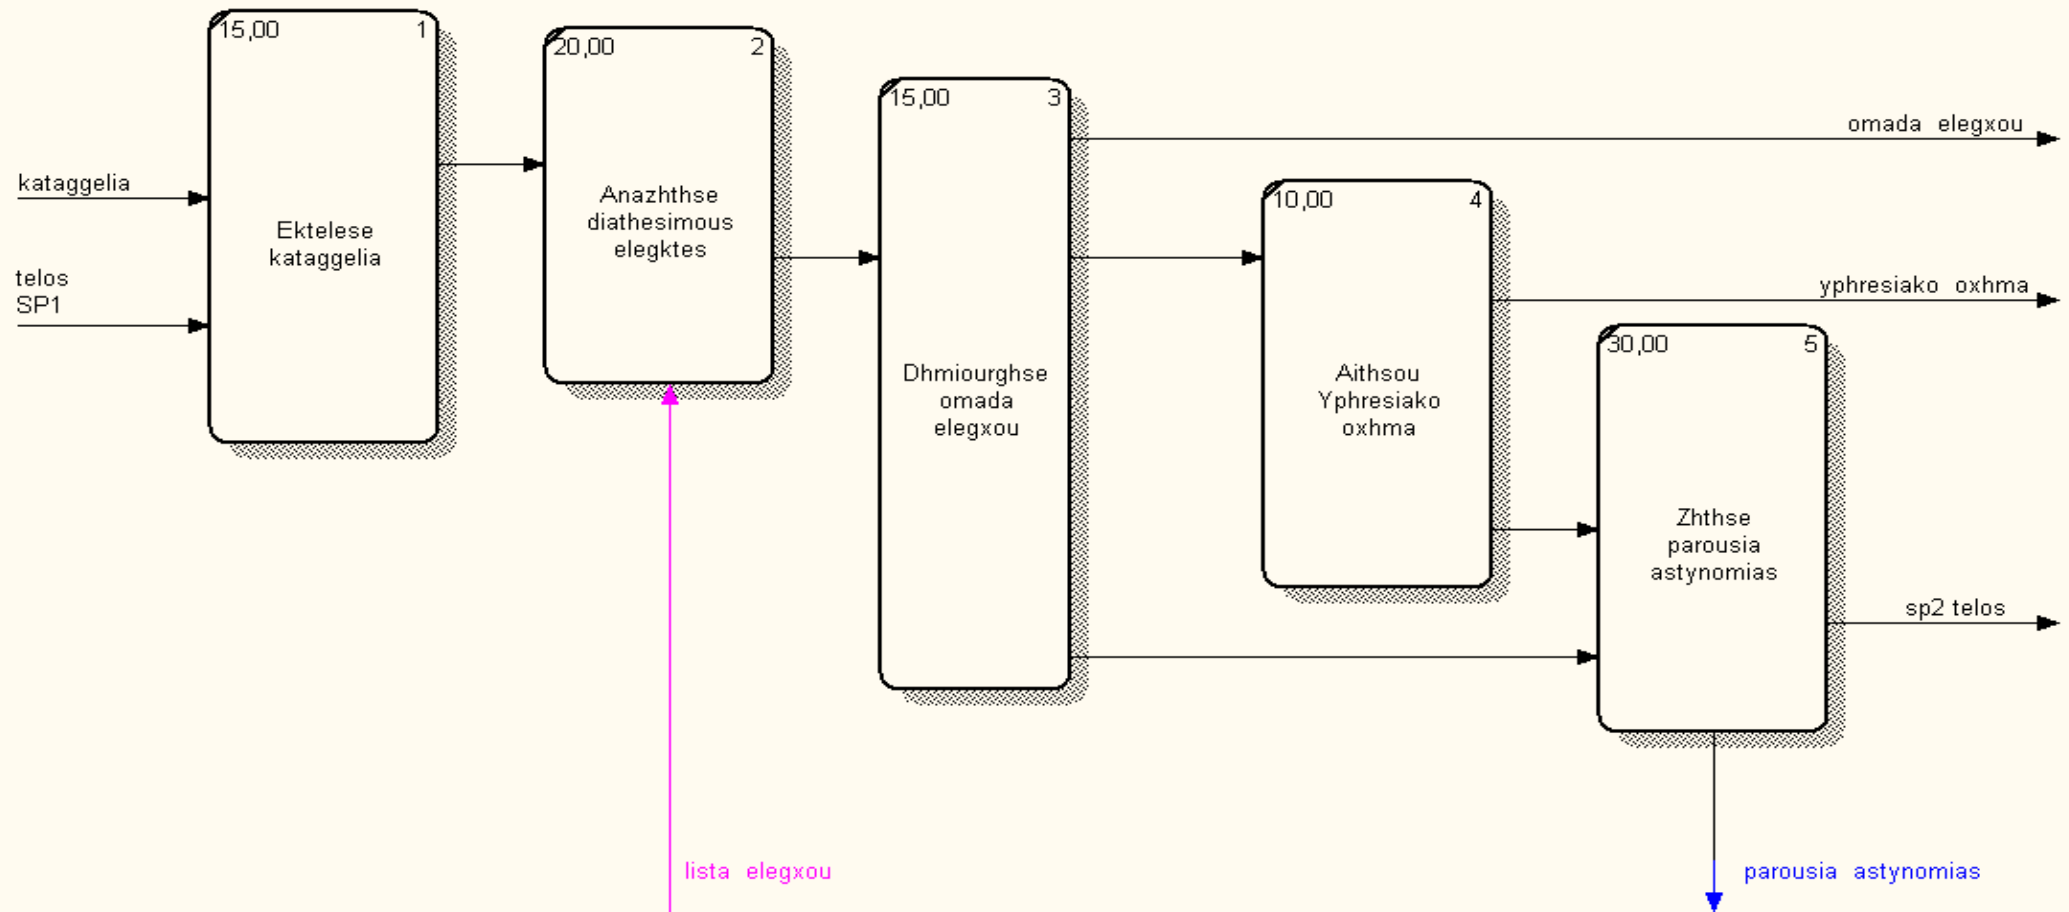 15,00 1
Ektelese
kataggelia
kataggelia
telos
SP1
20,00 2
Anazhthse
diathesimous
elegktes
lista elegxou
15,00 3
Dhmiourghse
omada
elegxou
omada elegxou
10,00 4
Aithsou
Yphresiako
oxhma
yphresiako oxhma
30,00 5
Zhthse
parousia
astynomias
sp2 telos
parousia astynomias